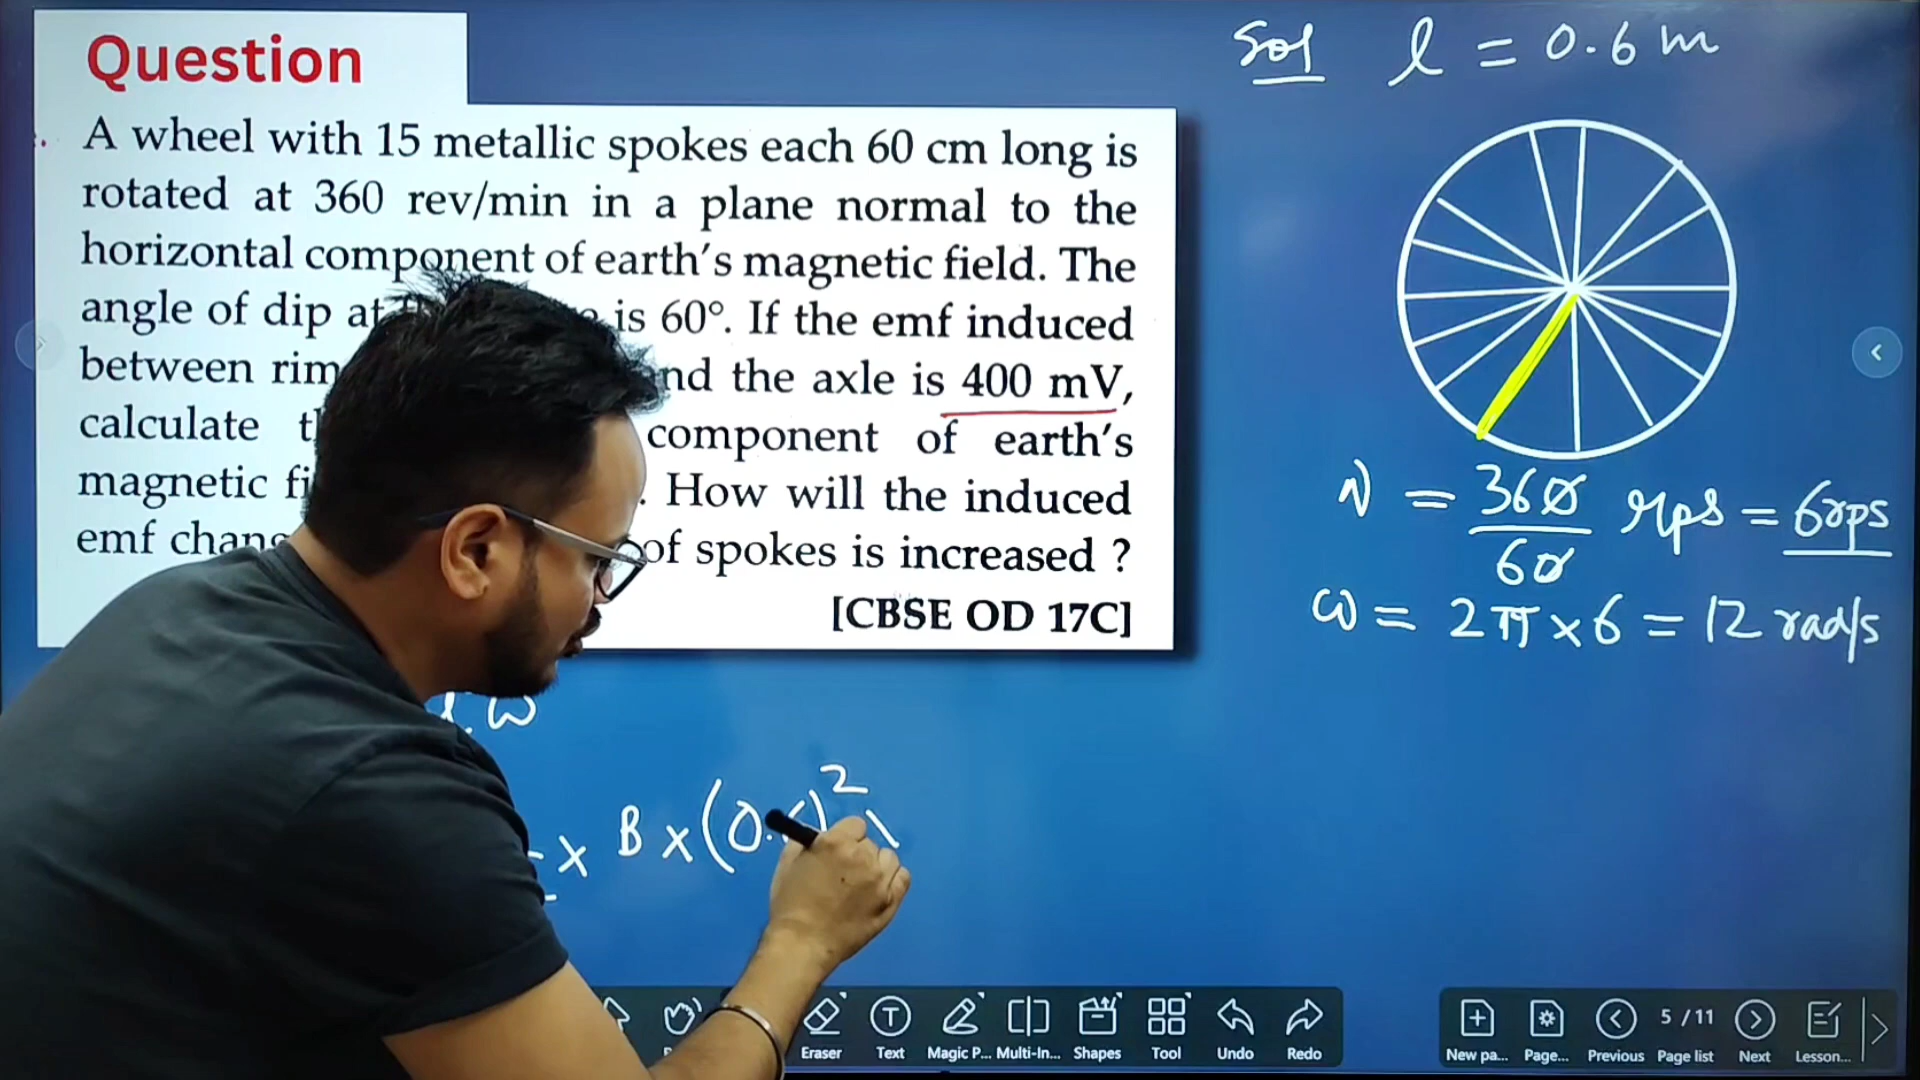 Question
A wheel with 15 metallic spokes each 60 cm long is
rotated at 360 rev/min in a plane normal to the
horizontal component of earth's magnetic field. The
angle of dip at is 60°. If the emf induced
between rim nd the axle is 400 mV,
calculate component of earth's
magnetic . How will the induced
emf of spokes is increased ?
[CBSE OD 17C]
Sol l = 0.6 m
N = 360/60 rps = 6rps
ω = 2π×6 = 12 rad/s
ω
× B × (0. )²
Eraser Text Magic P... Multi-In... Shapes Tool Undo Redo
5 /11
New pa... Page... Previous Page list Next Lesson...